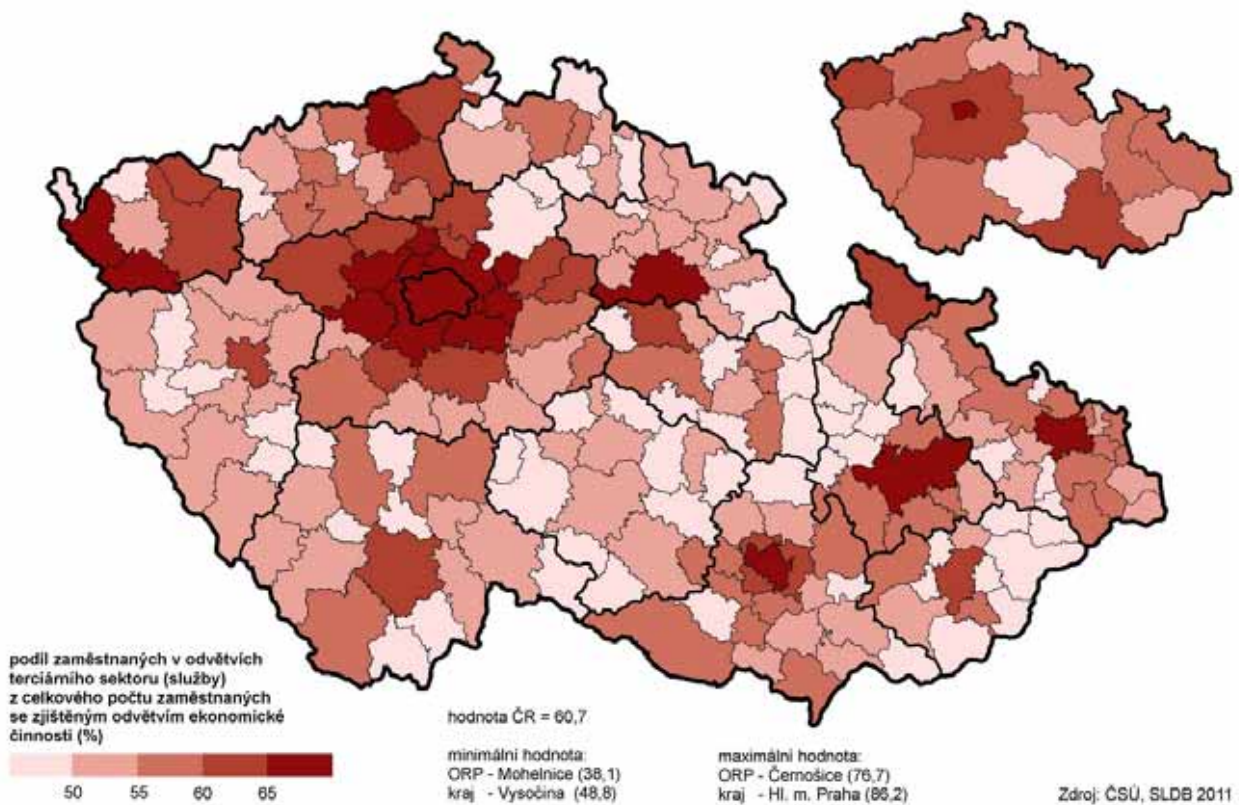 podíl zaměstnaných v odvětvích
terciárního sektoru (služby)
z celkového počtu zaměstnaných
se zjištěným odvětvím ekonomické
činnosti (%)
50 55 60 65
hodnota ČR = 60,7
minimální hodnota:
ORP - Mohelnice (38,1)
kraj - Vysočina (48,8)
maximální hodnota:
ORP - Černošice (76,7)
kraj - Hl. m. Praha (86,2)
Zdroj: ČSÚ, SLDB 2011